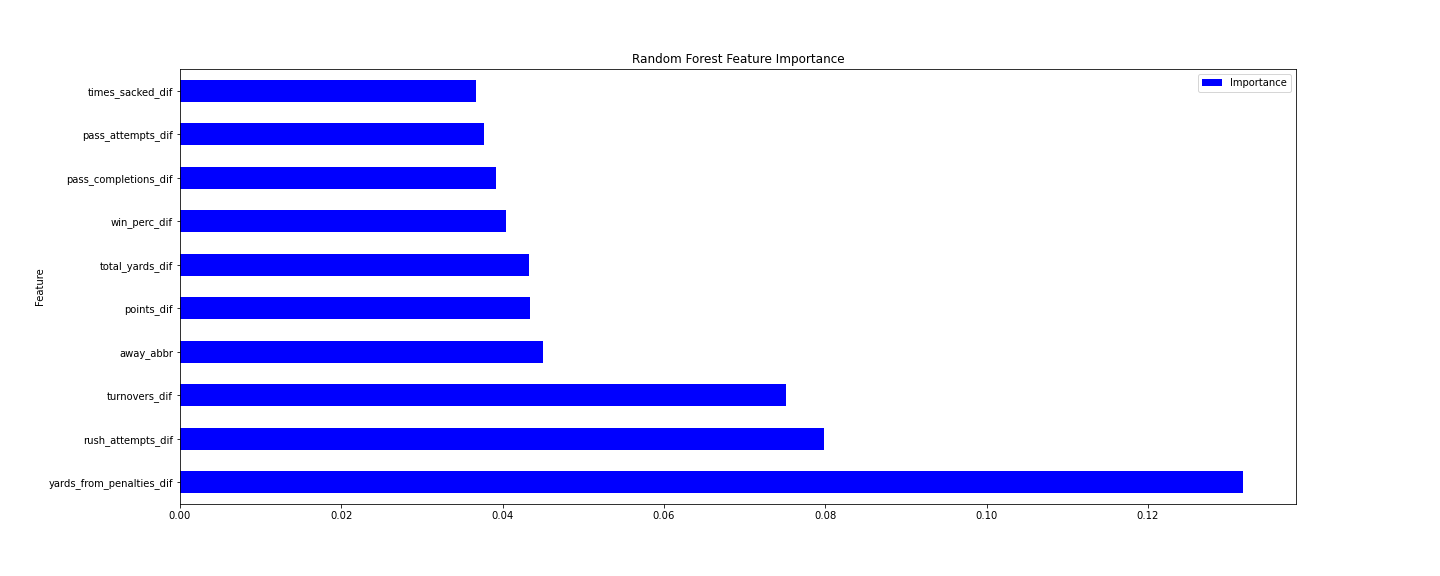 Random Forest Feature Importance
Importance
times_sacked_dif
pass_attempts_dif
pass_completions_dif
win_perc_dif
total_yards_dif
points_dif
away_abbr
turnovers_dif
rush_attempts_dif
yards_from_penalties_dif
Feature
0.00 0.02 0.04 0.06 0.08 0.10 0.12